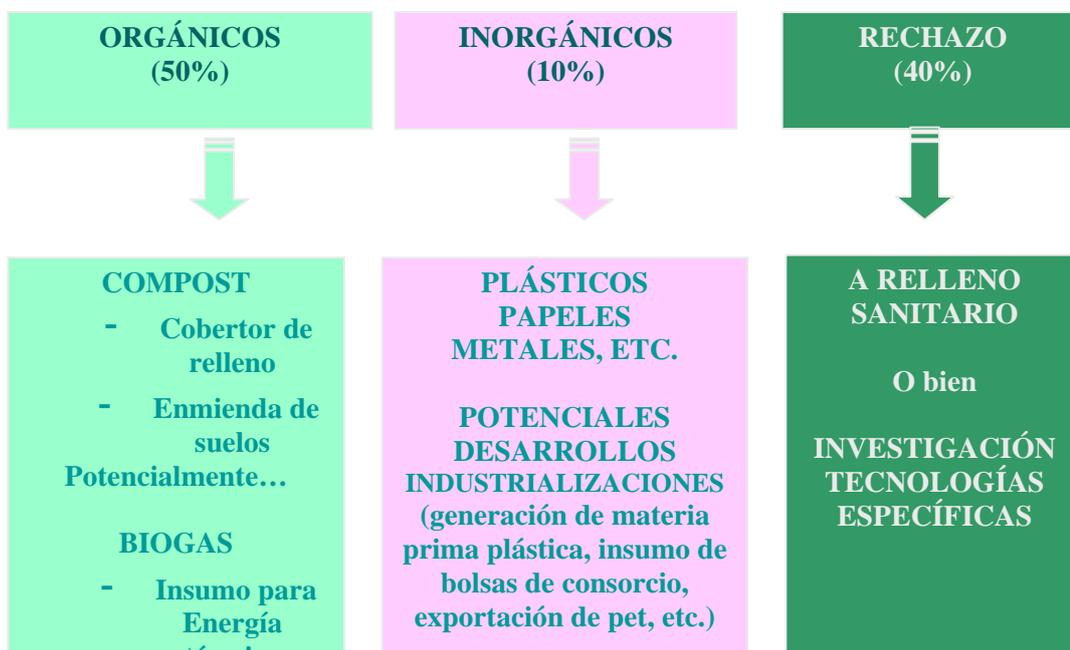 ORGÁNICOS
(50%)
INORGÁNICOS
(10%)
RECHAZO
(40%)
COMPOST
- Cobertor de
relleno
- Enmienda de
suelos
Potencialmente…
BIOGAS
- Insumo para
Energía
PLÁSTICOS
PAPELES
METALES, ETC.
POTENCIALES
DESARROLLOS
INDUSTRIALIZACIONES
(generación de materia
prima plástica, insumo de
bolsas de consorcio,
exportación de pet, etc.)
A RELLENO
SANITARIO
O bien
INVESTIGACIÓN
TECNOLOGÍAS
ESPECÍFICAS